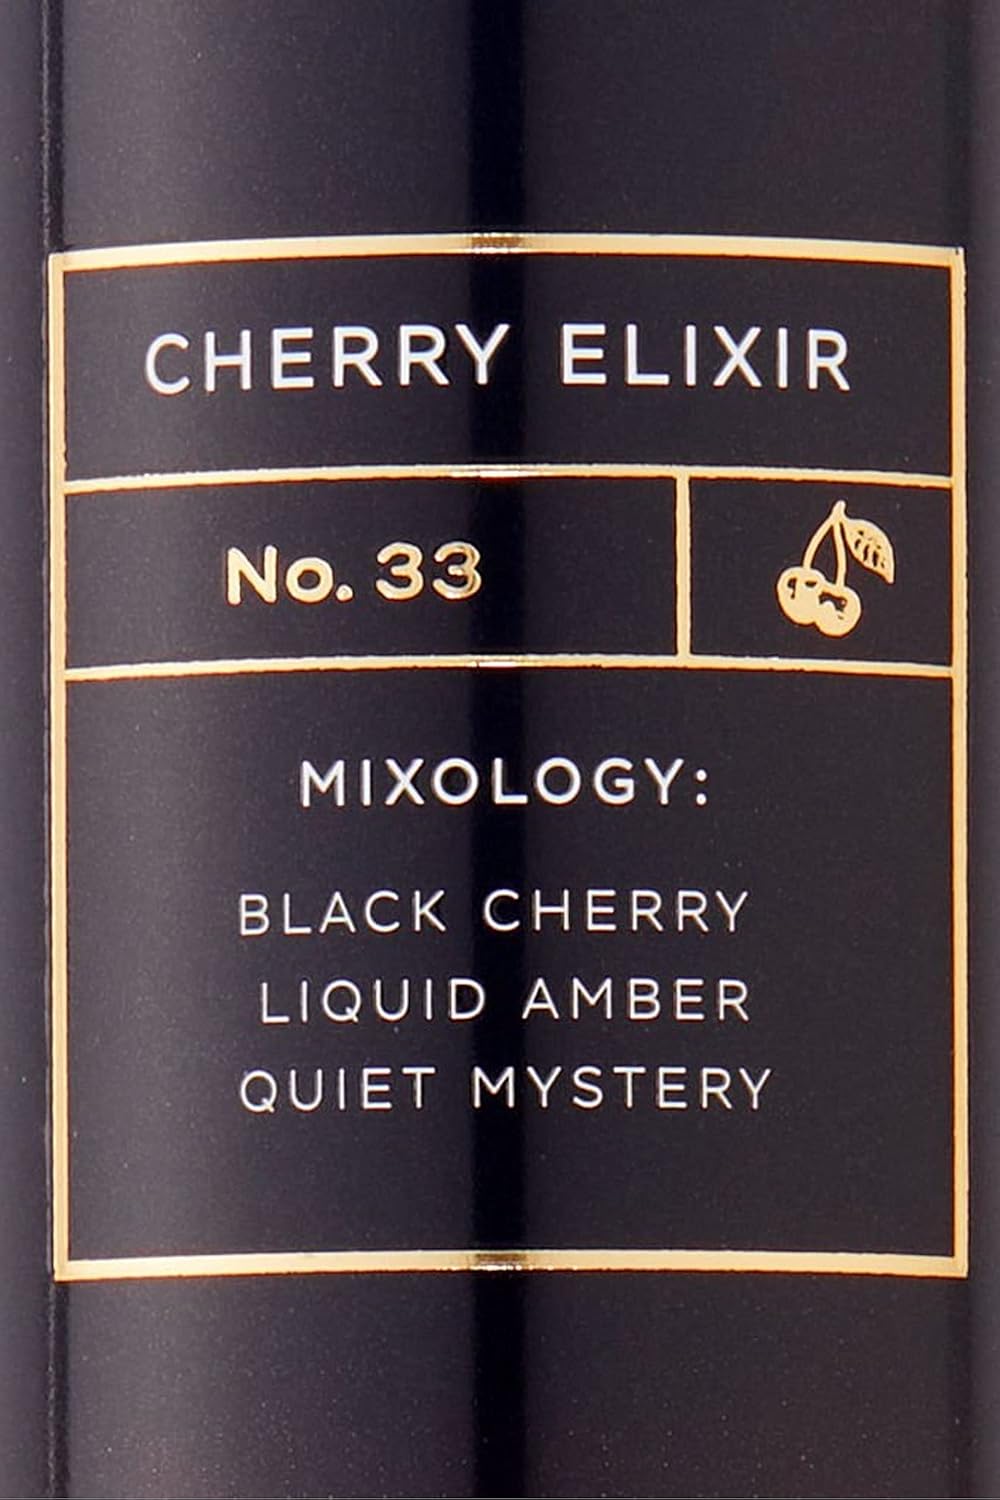 CHERRY ELIXIR
No. 33
MIXOLOGY:
BLACK CHERRY
LIQUID AMBER
QUIET MYSTERY